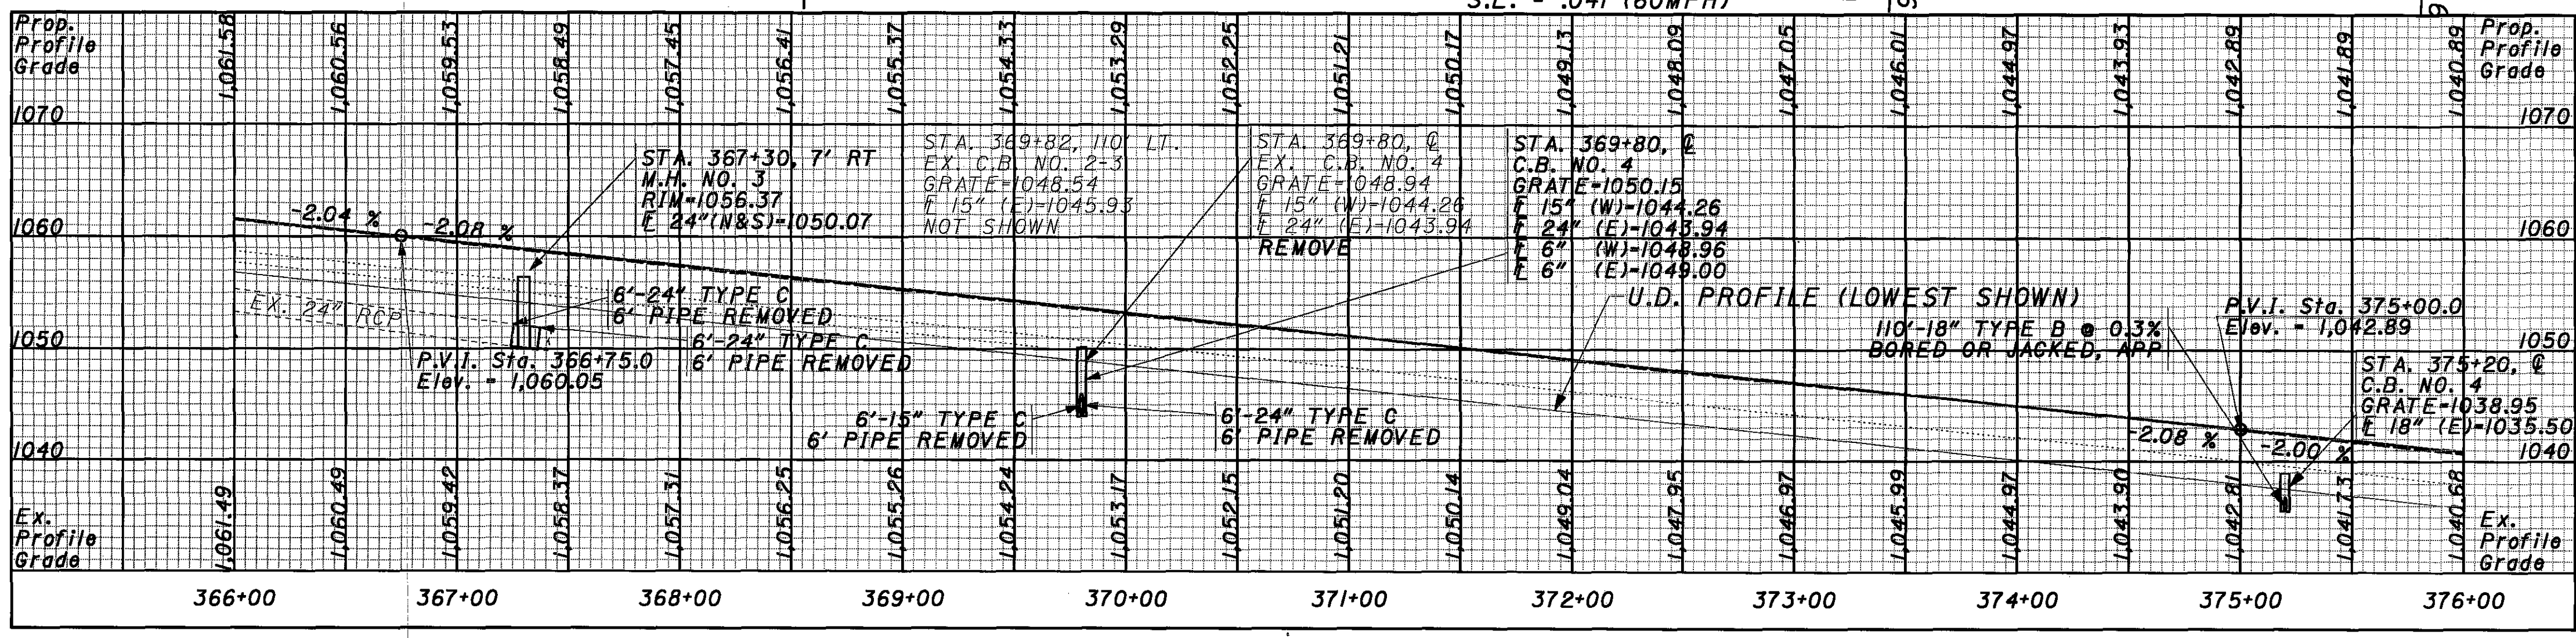 S.E. = .041 (60MPH)
Prop.
Profile
Grade
1,061.58
1,060.56
1,059.53
1,058.49
1,057.45
1,056.41
1,055.37
1,054.33
1,053.29
1,052.25
1,051.21
1,050.17
1,049.13
1,048.09
1,047.05
1,046.01
1,044.97
1,043.93
1,042.89
1,041.89
1,040.89
Prop.
Profile
Grade
1070
1070
STA. 367+30, 7' RT
M.H. NO. 3
RIM=1056.37
℄ 24"(N&S)=1050.07
STA. 369+82, 110' LT.
EX. C.B. NO. 2-3
GRATE=1048.54
℄ 15" (E)=1045.93
NOT SHOWN
STA. 369+80, ℄
EX. C.B. NO. 4
GRATE=1048.94
℄ 15" (W)=1044.26
℄ 24" (E)=1043.94
REMOVE
STA. 369+80, ℄
C.B. NO. 4
GRATE=1050.15
℄ 15" (W)=1044.26
℄ 24" (E)=1043.94
℄ 6" (W)=1048.96
℄ 6" (E)=1049.00
-2.04 %
-2.08 %
1060
1060
EX. 24" RCP
6'-24" TYPE C
6' PIPE REMOVED
6'-24" TYPE C
6' PIPE REMOVED
P.V.I. Sta. 366+75.0
Elev. = 1,060.05
U.D. PROFILE (LOWEST SHOWN)
P.V.I. Sta. 375+00.0
Elev. = 1,042.89
110'-18" TYPE B @ 0.3%
BORED OR JACKED, APP
1050
1050
STA. 375+20, ℄
C.B. NO. 4
GRATE=1038.95
℄ 18" (E)=1035.50
6'-15" TYPE C
6' PIPE REMOVED
6'-24" TYPE C
6' PIPE REMOVED
-2.08 %
-2.00 %
1040
1040
Ex.
Profile
Grade
1,061.49
1,060.49
1,059.42
1,058.37
1,057.31
1,056.25
1,055.26
1,054.24
1,053.17
1,052.15
1,051.20
1,050.14
1,049.04
1,047.95
1,046.97
1,045.99
1,044.97
1,043.90
1,042.81
1,041.73
1,040.68
Ex.
Profile
Grade
366+00 367+00 368+00 369+00 370+00 371+00 372+00 373+00 374+00 375+00 376+00